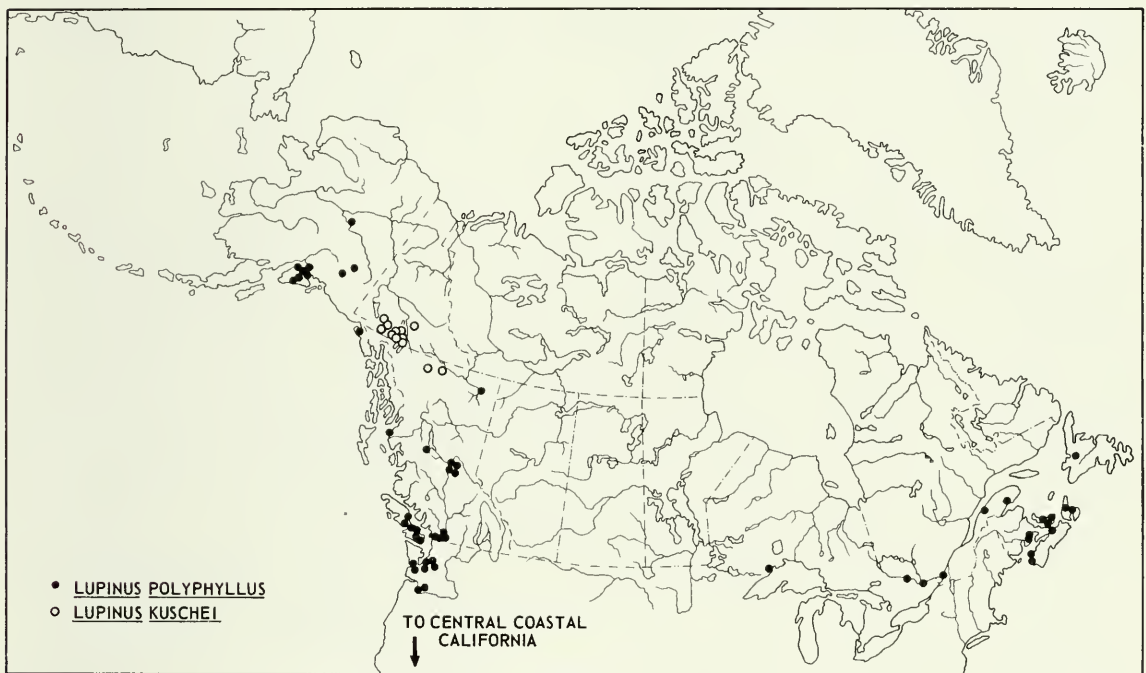 ● LUPINUS POLYPHYLLUS
○ LUPINUS KUSCHEI
TO CENTRAL COASTAL
CALIFORNIA